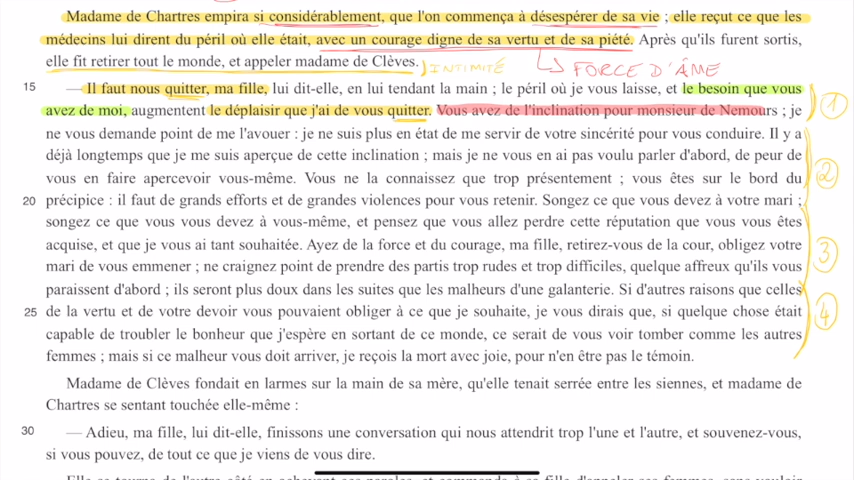 Madame de Chartres empira si considérablement, que l'on commença à désespérer de sa vie ; elle reçut ce que les
médecins lui dirent du péril où elle était, avec un courage digne de sa vertu et de sa piété. Après qu'ils furent sortis,
elle fit retirer tout le monde, et appeler madame de Clèves. ) INTIMITÉ
FORCE D'ÂME
15 — Il faut nous quitter, ma fille, lui dit-elle, en lui tendant la main ; le péril où je vous laisse, et le besoin que vous
avez de moi, augmentent le déplaisir que j'ai de vous quitter. Vous avez de l'inclination pour monsieur de Nemours ; je 1
ne vous demande point de me l'avouer : je ne suis plus en état de me servir de votre sincérité pour vous conduire. Il y a
déjà longtemps que je me suis aperçue de cette inclination ; mais je ne vous en ai pas voulu parler d'abord, de peur de
vous en faire apercevoir vous-même. Vous ne la connaissez que trop présentement ; vous êtes sur le bord du 2
20 précipice : il faut de grands efforts et de grandes violences pour vous retenir. Songez ce que vous devez à votre mari ;
songez ce que vous vous devez à vous-même, et pensez que vous allez perdre cette réputation que vous vous êtes
acquise, et que je vous ai tant souhaitée. Ayez de la force et du courage, ma fille, retirez-vous de la cour, obligez votre 3
mari de vous emmener ; ne craignez point de prendre des partis trop rudes et trop difficiles, quelque affreux qu'ils vous
paraissent d'abord ; ils seront plus doux dans les suites que les malheurs d'une galanterie. Si d'autres raisons que celles
25 de la vertu et de votre devoir vous pouvaient obliger à ce que je souhaite, je vous dirais que, si quelque chose était 4
capable de troubler le bonheur que j'espère en sortant de ce monde, ce serait de vous voir tomber comme les autres
femmes ; mais si ce malheur vous doit arriver, je reçois la mort avec joie, pour n'en être pas le témoin.
Madame de Clèves fondait en larmes sur la main de sa mère, qu'elle tenait serrée entre les siennes, et madame de
Chartres se sentant touchée elle-même :
30 — Adieu, ma fille, lui dit-elle, finissons une conversation qui nous attendrit trop l'une et l'autre, et souvenez-vous,
si vous pouvez, de tout ce que je viens de vous dire.